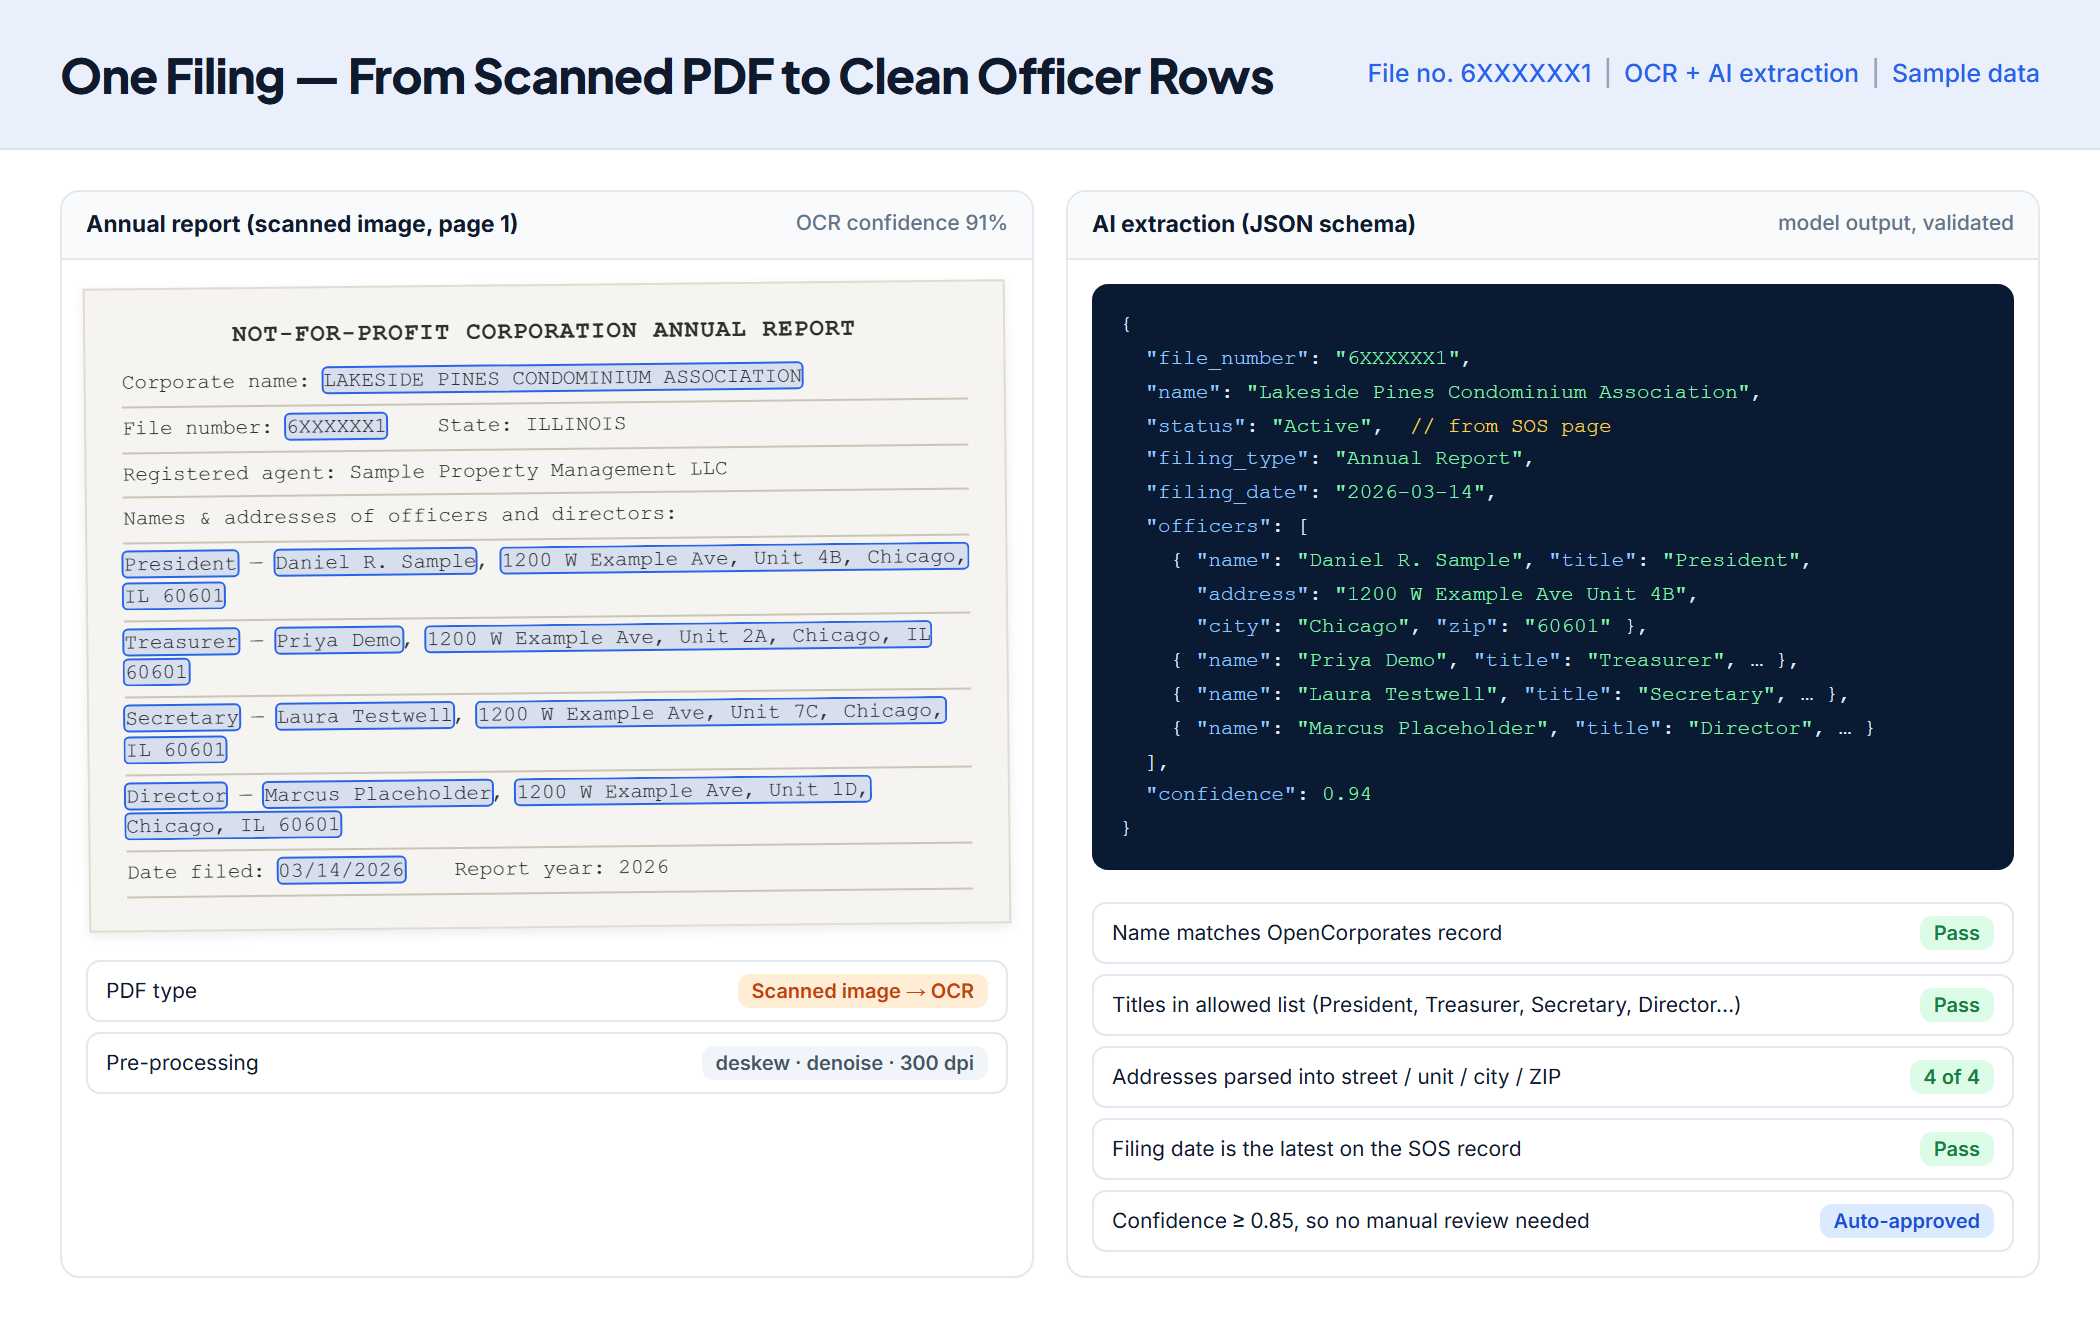 One Filing — From Scanned PDF to Clean Officer Rows
File no. 6XXXXXX1 | OCR + AI extraction | Sample data
Annual report (scanned image, page 1)
OCR confidence 91%
NOT-FOR-PROFIT CORPORATION ANNUAL REPORT
Corporate name: LAKESIDE PINES CONDOMINIUM ASSOCIATION
File number: 6XXXXXX1 State: ILLINOIS
Registered agent: Sample Property Management LLC
Names & addresses of officers and directors:
President — Daniel R. Sample, 1200 W Example Ave, Unit 4B, Chicago,
IL 60601
Treasurer — Priya Demo, 1200 W Example Ave, Unit 2A, Chicago, IL
60601
Secretary — Laura Testwell, 1200 W Example Ave, Unit 7C, Chicago,
IL 60601
Director — Marcus Placeholder, 1200 W Example Ave, Unit 1D,
Chicago, IL 60601
Date filed: 03/14/2026 Report year: 2026
PDF type
Scanned image → OCR
Pre-processing
deskew · denoise · 300 dpi
AI extraction (JSON schema)
model output, validated
{
"file_number": "6XXXXXX1",
"name": "Lakeside Pines Condominium Association",
"status": "Active", // from SOS page
"filing_type": "Annual Report",
"filing_date": "2026-03-14",
"officers": [
{ "name": "Daniel R. Sample", "title": "President",
"address": "1200 W Example Ave Unit 4B",
"city": "Chicago", "zip": "60601" },
{ "name": "Priya Demo", "title": "Treasurer", … },
{ "name": "Laura Testwell", "title": "Secretary", … },
{ "name": "Marcus Placeholder", "title": "Director", … }
],
"confidence": 0.94
}
Name matches OpenCorporates record
Pass
Titles in allowed list (President, Treasurer, Secretary, Director...)
Pass
Addresses parsed into street / unit / city / ZIP
4 of 4
Filing date is the latest on the SOS record
Pass
Confidence ≥ 0.85, so no manual review needed
Auto-approved